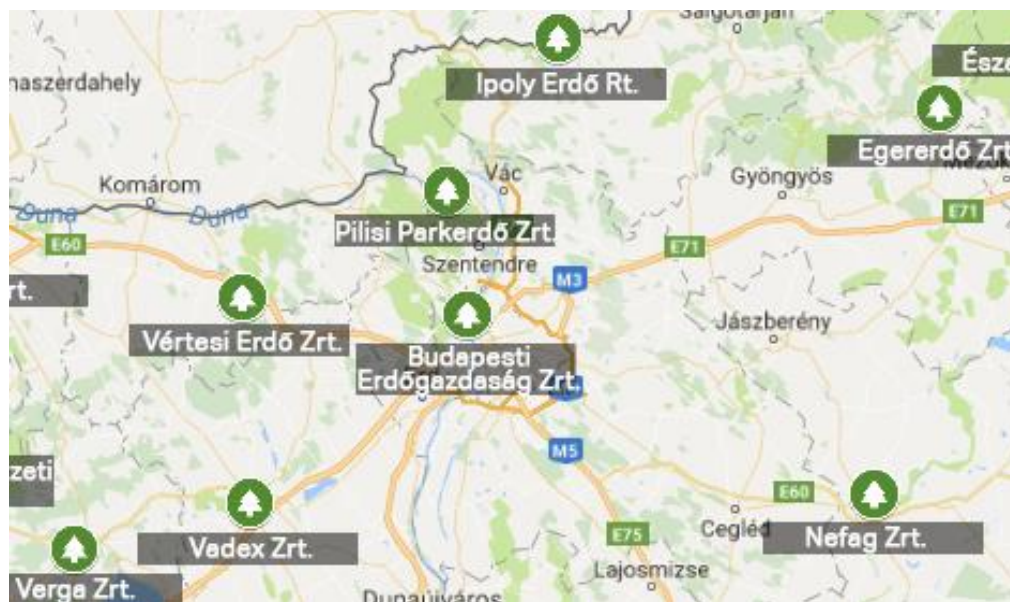 Salgótarján
Ipoly Erdő Rt.
Észa
naszerdahely
Egererdő Zrt
Mezők
Komárom
Vác
Gyöngyös
Duna
Duna
Pilisi Parkerdő Zrt.
E71
E60
E71
Szentendre
M3
rt.
Vértesi Erdő Zrt.
Jászberény
Budapesti
Erdőgazdaság Zrt.
M5
zeti
E60
Vadex Zrt.
Cegléd
Nefag Zrt.
E75
Verga Zrt.
Lajosmizse
Dunaújváros